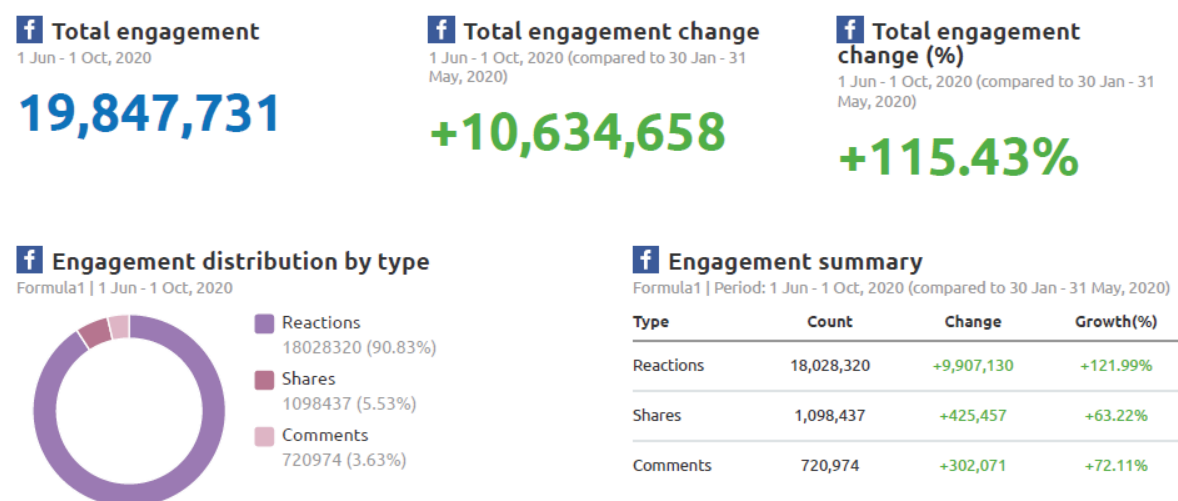 Total engagement
1 Jun - 1 Oct, 2020
19,847,731
Total engagement change
1 Jun - 1 Oct, 2020 (compared to 30 Jan - 31
May, 2020)
+10,634,658
Total engagement
change (%)
1 Jun - 1 Oct, 2020 (compared to 30 Jan - 31
May, 2020)
+115.43%
Engagement distribution by type
Formula1 | 1 Jun - 1 Oct, 2020
Reactions
18028320 (90.83%)
Shares
1098437 (5.53%)
Comments
720974 (3.63%)
Engagement summary
Formula1 | Period: 1 Jun - 1 Oct, 2020 (compared to 30 Jan - 31 May, 2020)
Type Count Change Growth(%)
Reactions 18,028,320 +9,907,130 +121.99%
Shares 1,098,437 +425,457 +63.22%
Comments 720,974 +302,071 +72.11%